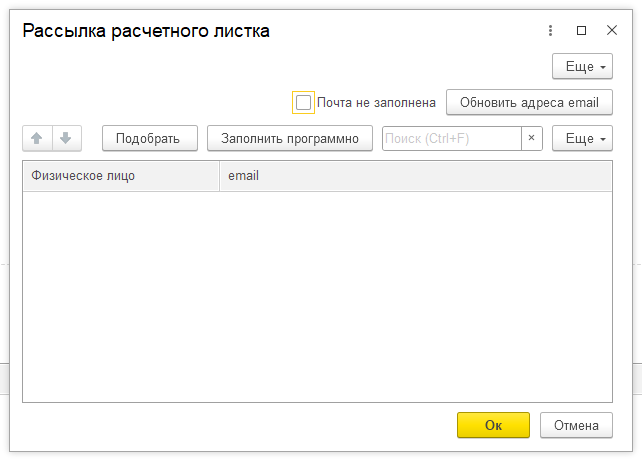 Рассылка расчетного листка
Еще
Почта не заполнена Обновить адреса email
Подобрать Заполнить программно Поиск (Ctrl+F) × Еще
Физическое лицо email
Ок Отмена